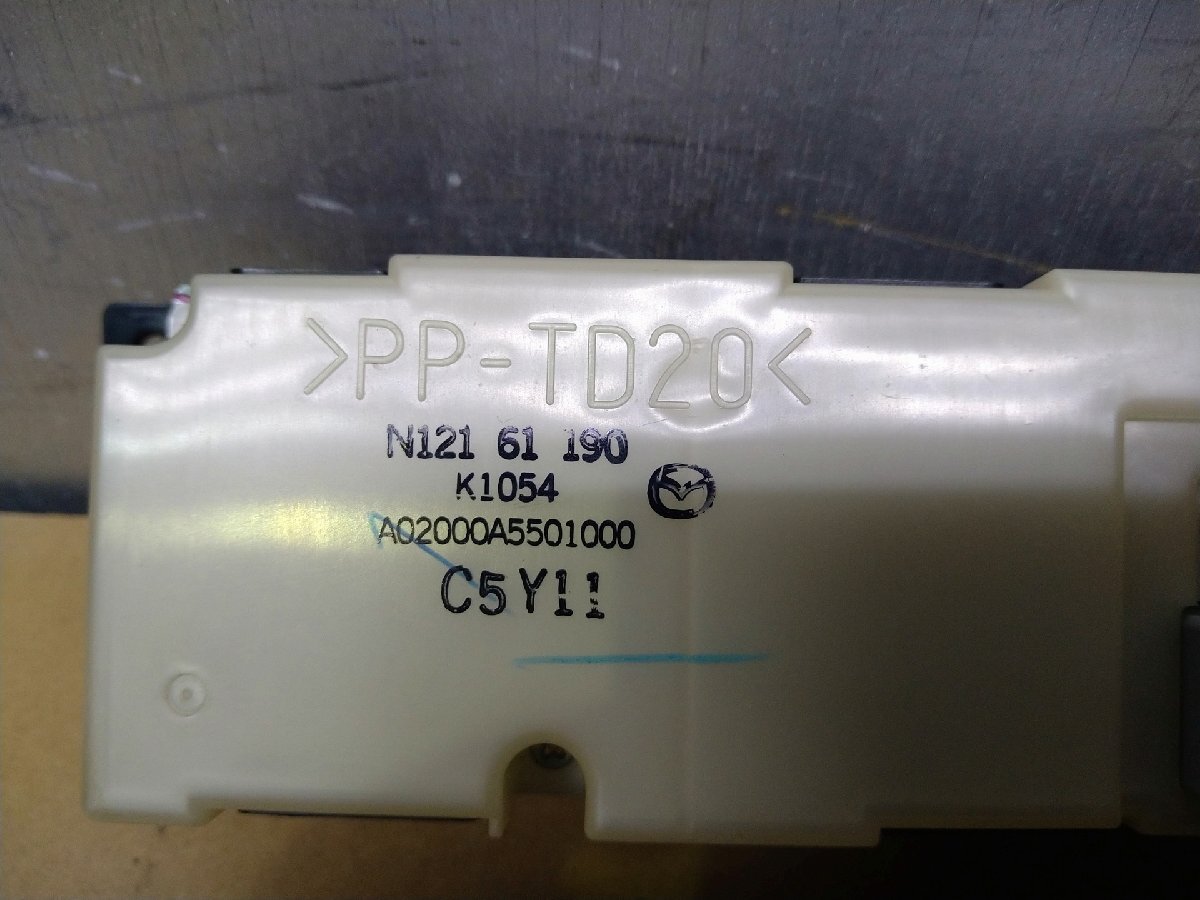 >PP-TD20<
N121 61 190
K1054
A02000A5501000
C5Y11